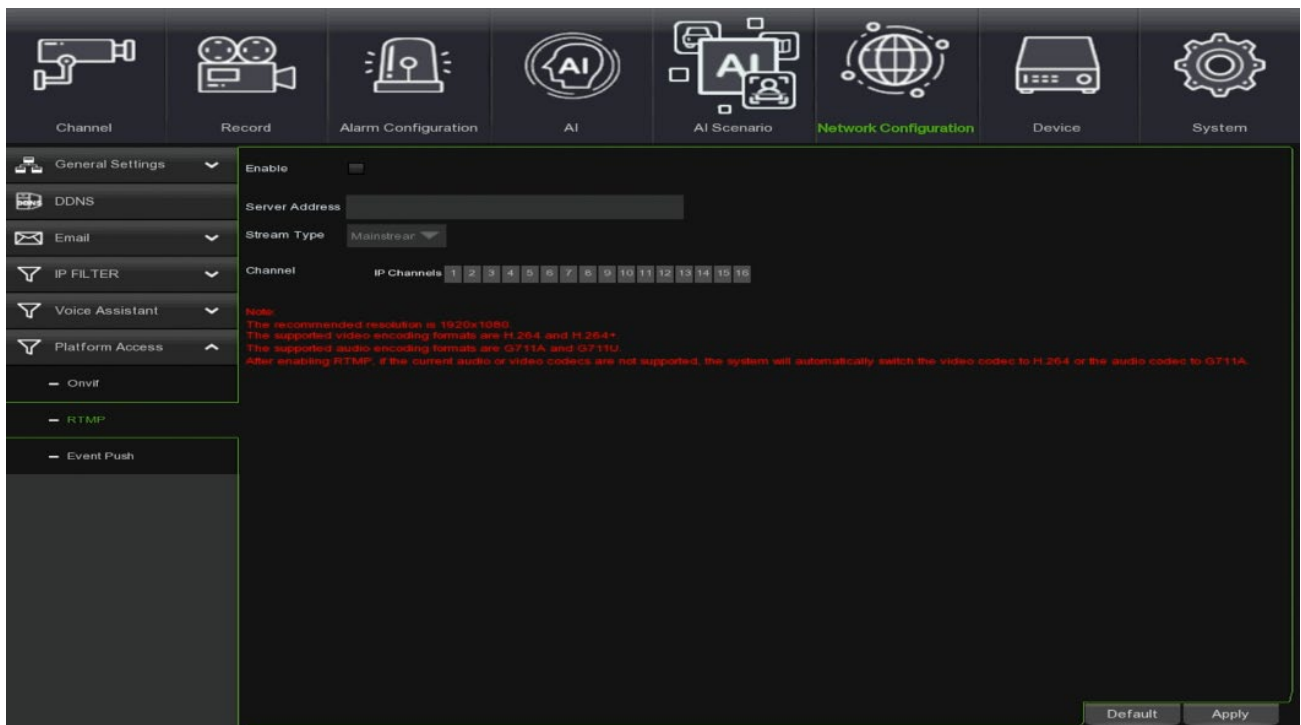 Channel
Record
Alarm Configuration
AI
AI Scenario
Network Configuration
Device
System
AI
AI
General Settings
DDNS
DDNS
Email
IP FILTER
Voice Assistant
Platform Access
Onvif
RTMP
Event Push
Enable
Server Address
Stream Type Mainstrear
Channel IP Channels 1 2 3 4 5 6 7 8 9 10 11 12 13 14 15 16
Note:
The recommended resolution is 1920x1080.
The supported video encoding formats are H.264 and H.264+.
The supported audio encoding formats are G711A and G711U.
After enabling RTMP, if the current audio or video codecs are not supported, the system will automatically switch the video codec to H.264 or the audio codec to G711A.
Default Apply